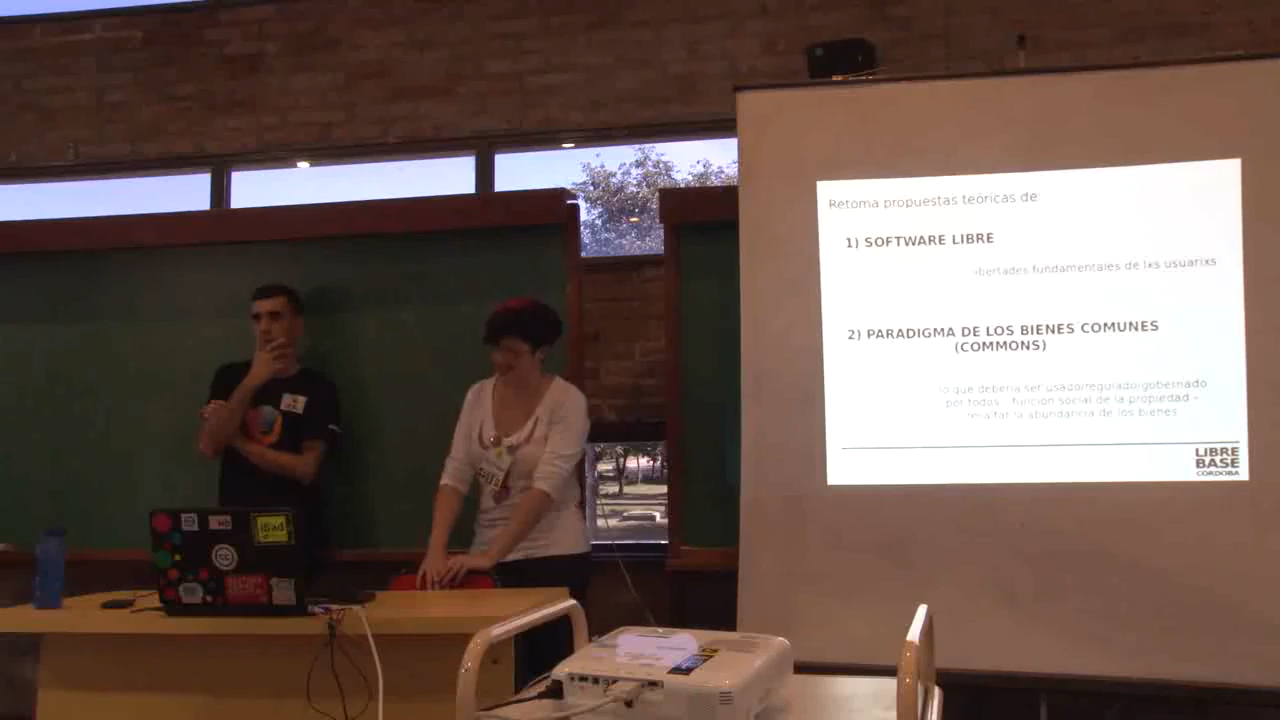 Retoma propuestas teóricas de:
1) SOFTWARE LIBRE
libertades fundamentales de lxs usuarixs
2) PARADIGMA DE LOS BIENES COMUNES
(COMMONS)
lo que debería ser usado/regulado/gobernado
por todos - función social de la propiedad -
resaltar la abundancia de los bienes
LIBRE
BASE
CÓRDOBA
cc